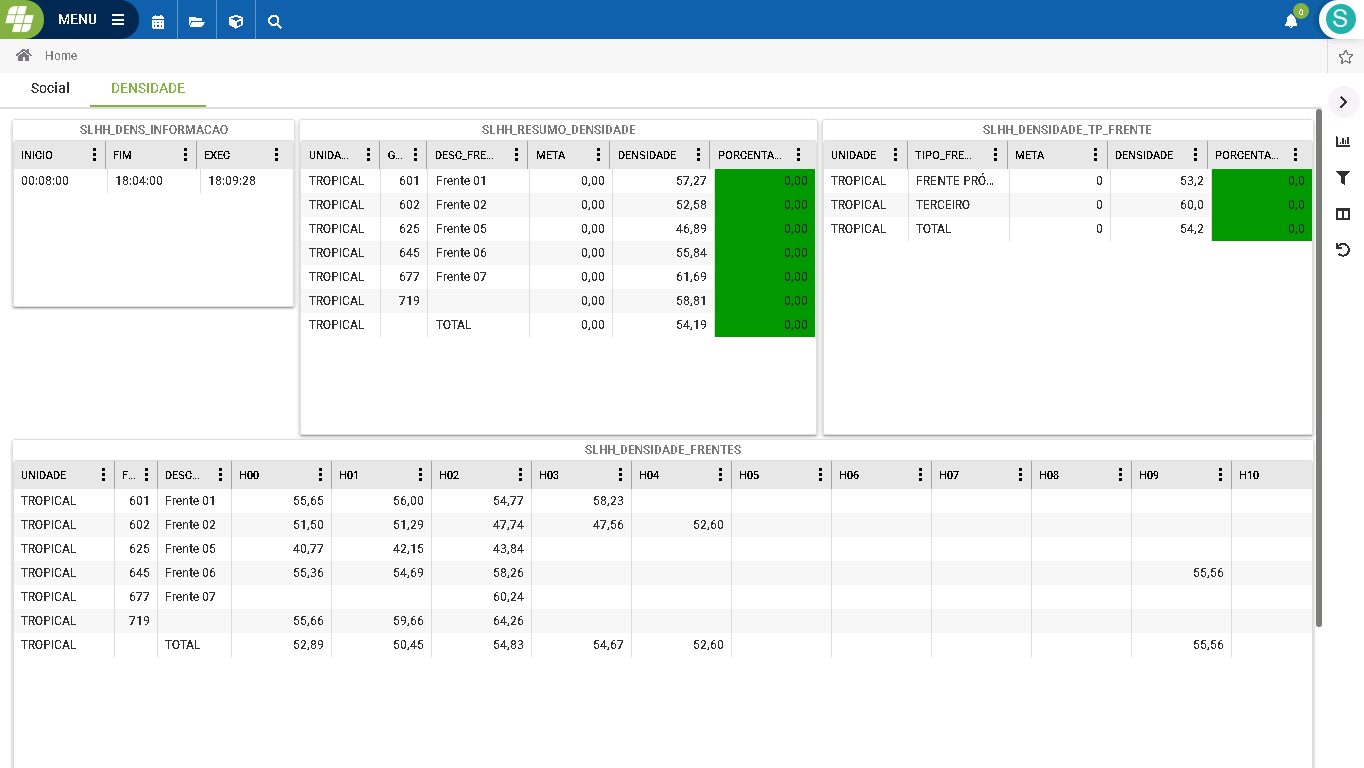 MENU
0
S
Home
Social DENSIDADE
SLHH_DENS_INFORMACAO
INICIO FIM EXEC
00:08:00 18:04:00 18:09:28
SLHH_RESUMO_DENSIDADE
UNIDA... G... DESC_FRE... META DENSIDADE PORCENTA...
TROPICAL 601 Frente 01 0,00 57,27 0,00
TROPICAL 602 Frente 02 0,00 52,58 0,00
TROPICAL 625 Frente 05 0,00 46,89 0,00
TROPICAL 645 Frente 06 0,00 55,84 0,00
TROPICAL 677 Frente 07 0,00 61,69 0,00
TROPICAL 719 0,00 58,81 0,00
TROPICAL TOTAL 0,00 54,19 0,00
SLHH_DENSIDADE_TP_FRENTE
UNIDADE TIPO_FRE... META DENSIDADE PORCENTA...
TROPICAL FRENTE PRÓ... 0 53,2 0,0
TROPICAL TERCEIRO 0 60,0 0,0
TROPICAL TOTAL 0 54,2 0,0
SLHH_DENSIDADE_FRENTES
UNIDADE F... DESC... H00 H01 H02 H03 H04 H05 H06 H07 H08 H09 H10
TROPICAL 601 Frente 01 55,65 56,00 54,77 58,23
TROPICAL 602 Frente 02 51,50 51,29 47,74 47,56 52,60
TROPICAL 625 Frente 05 40,77 42,15 43,84
TROPICAL 645 Frente 06 55,36 54,69 58,26 55,56
TROPICAL 677 Frente 07 60,24
TROPICAL 719 55,66 59,66 64,26
TROPICAL TOTAL 52,89 50,45 54,83 54,67 52,60 55,56